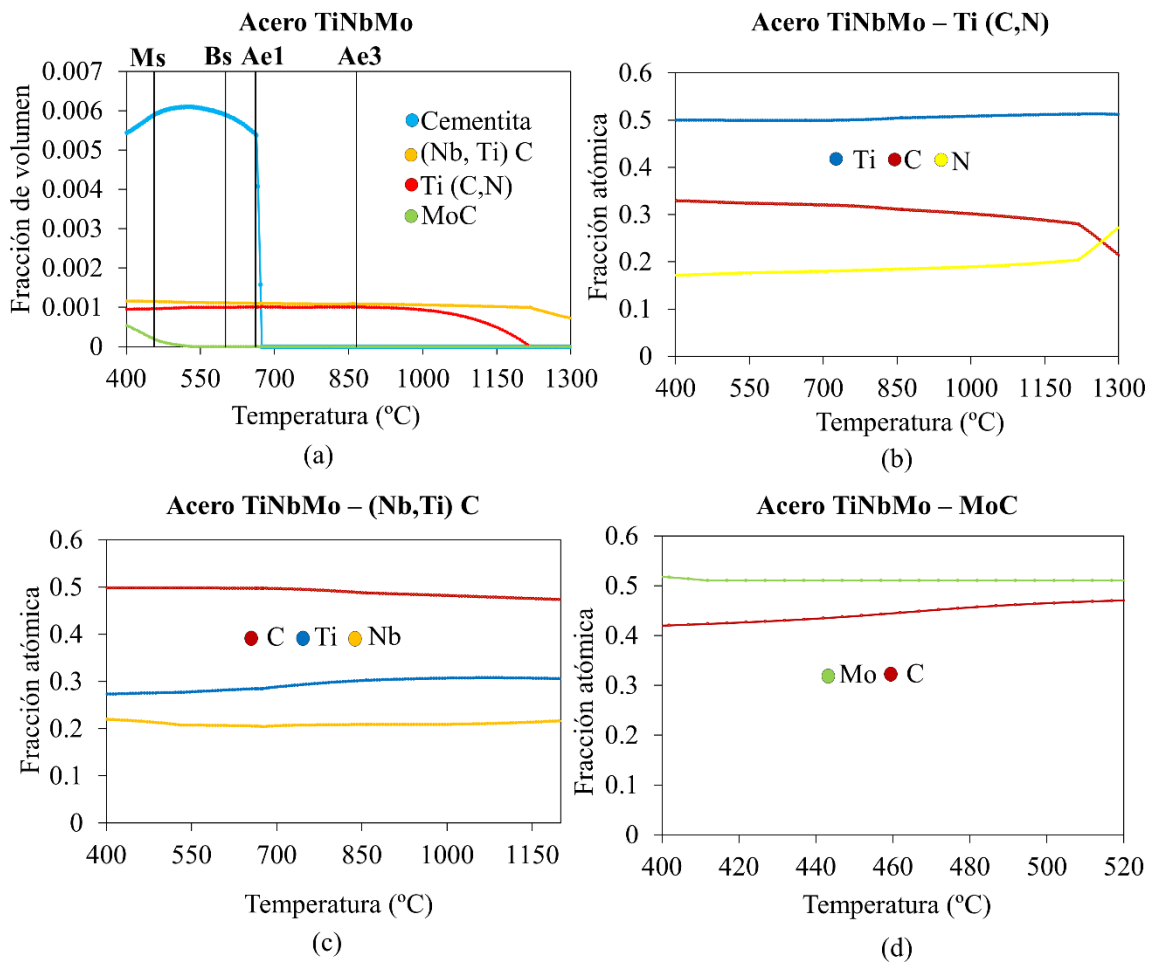 Acero TiNbMo
Ms Bs Ae1 Ae3
Fracción de volumen
0.007
0.006
0.005
0.004
0.003
0.002
0.001
0
Cementita
(Nb, Ti) C
Ti (C,N)
MoC
400 550 700 850 1000 1150 1300
Temperatura (ºC)
(a)
Acero TiNbMo – Ti (C,N)
Fracción atómica
0.6
0.5
0.4
0.3
0.2
0.1
0
Ti C N
400 550 700 850 1000 1150 1300
Temperatura (ºC)
(b)
Acero TiNbMo – (Nb,Ti) C
Fracción atómica
0.6
0.5
0.4
0.3
0.2
0.1
0
C Ti Nb
400 550 700 850 1000 1150
Temperatura (ºC)
(c)
Acero TiNbMo – MoC
Fracción atómica
0.6
0.5
0.4
0.3
0.2
0.1
0
Mo C
400 420 440 460 480 500 520
Temperatura (ºC)
(d)